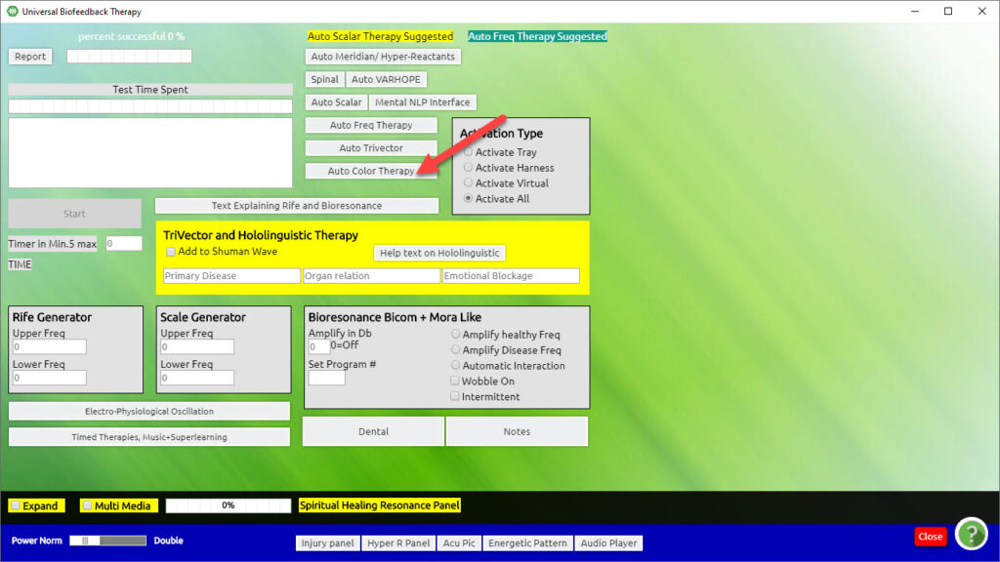 Universal Biofeedback Therapy
percent successful 0 %
Auto Scalar Therapy Suggested
Auto Freq Therapy Suggested
Report
Auto Meridian/ Hyper-Reactants
Spinal
Auto VARHOPE
Test Time Spent
Auto Scalar
Mental NLP Interface
Auto Freq Therapy
Auto Trivector
Auto Color Therapy
Activation Type
Activate Tray
Activate Harness
Activate Virtual
Activate All
Start
Text Explaining Rife and Bioresonance
Timer in Min.5 max
0
TIME
TriVector and Hololinguistic Therapy
Add to Shuman Wave
Help text on Hololinguistic
Primary Disease
Organ relation
Emotional Blockage
Rife Generator
Upper Freq
0
Lower Freq
0
Scale Generator
Upper Freq
0
Lower Freq
0
Bioresonance Bicom + Mora Like
Amplify in Db
0
0=Off
Set Program #
Amplify healthy Freq
Amplify Disease Freq
Automatic Interaction
Wobble On
Intermittent
Electro-Physiological Oscillation
Timed Therapies, Music+Superlearning
Dental
Notes
Expand
Multi Media
0%
Spiritual Healing Resonance Panel
Power Norm
Double
Injury panel
Hyper R Panel
Acu Pic
Energetic Pattern
Audio Player
Close
?